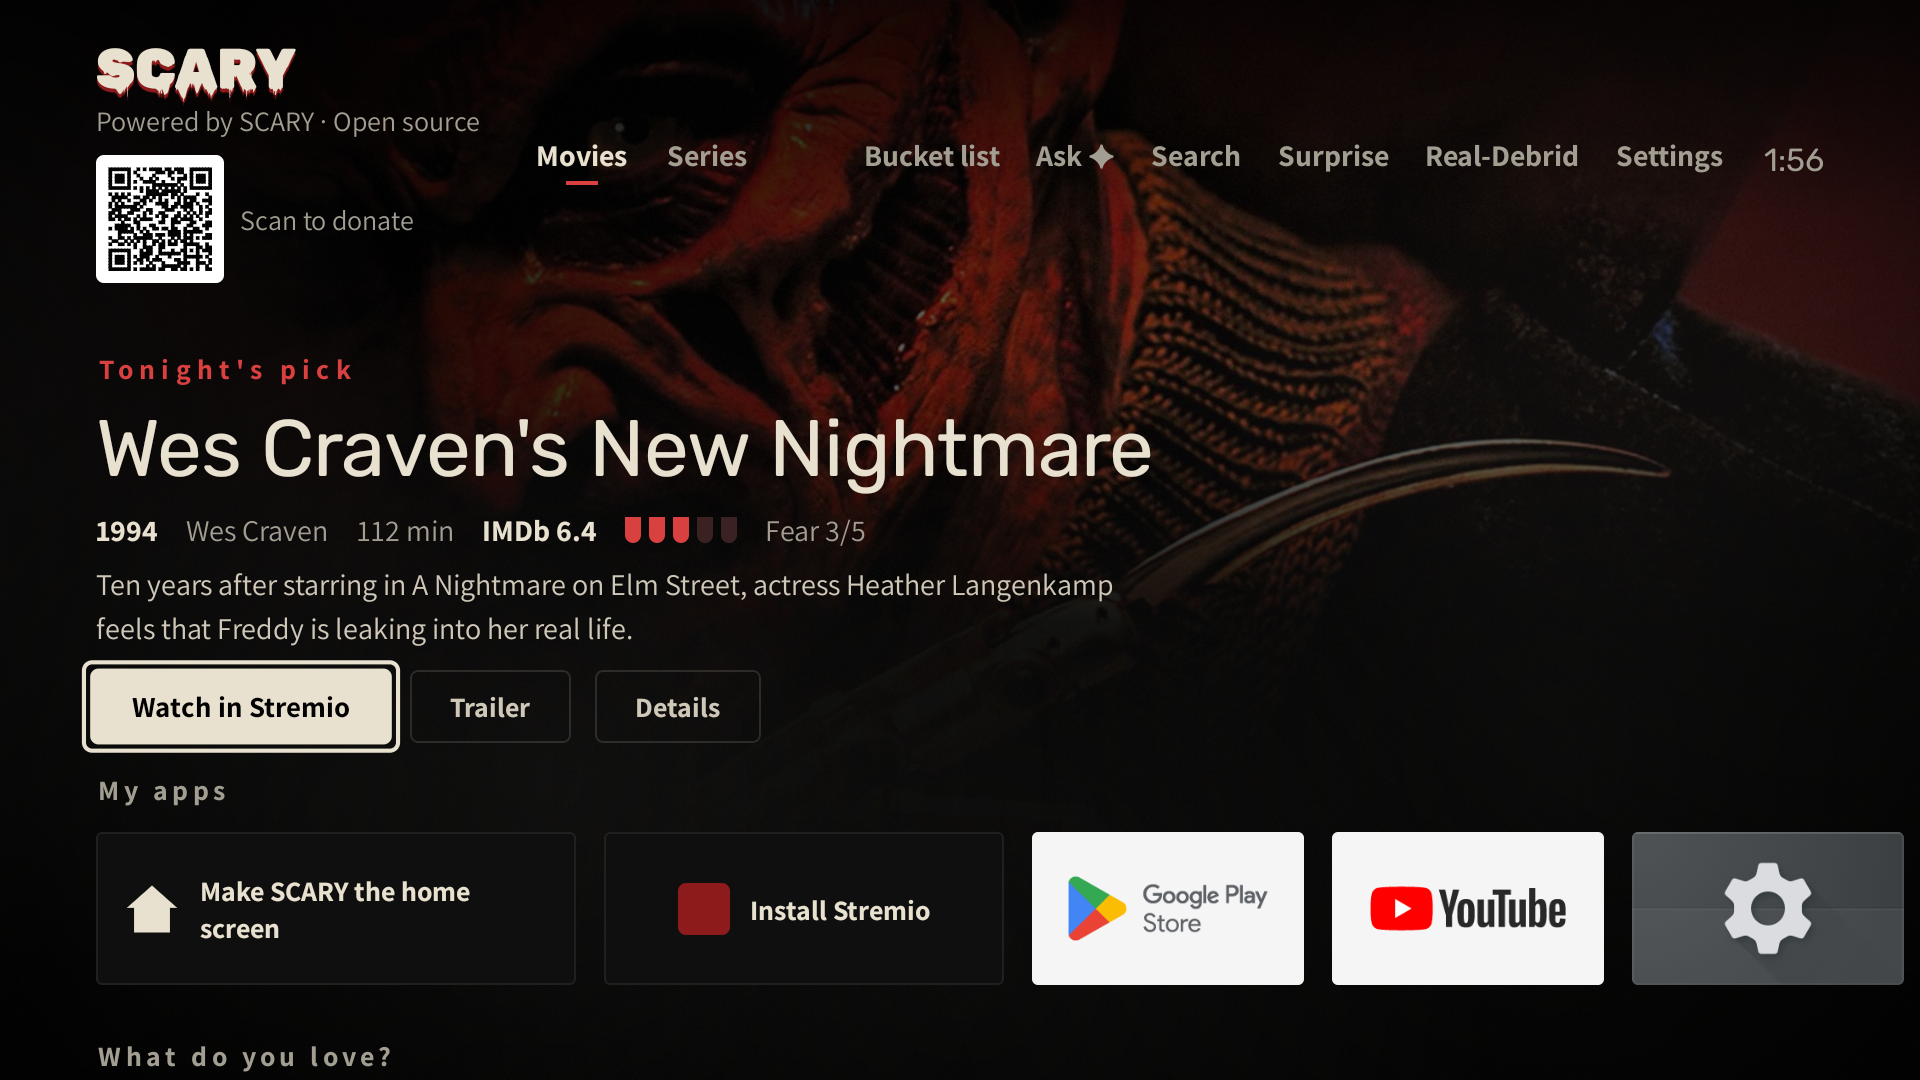 SCARY
Powered by SCARY · Open source
Scan to donate
Movies Series Bucket list Ask ✦ Search Surprise Real-Debrid Settings 1:56
Tonight's pick
Wes Craven's New Nightmare
1994 Wes Craven 112 min IMDb 6.4 Fear 3/5
Ten years after starring in A Nightmare on Elm Street, actress Heather Langenkamp
feels that Freddy is leaking into her real life.
Watch in Stremio Trailer Details
My apps
Make SCARY the home
screen
Install Stremio
Google Play
Store
YouTube
What do you love?